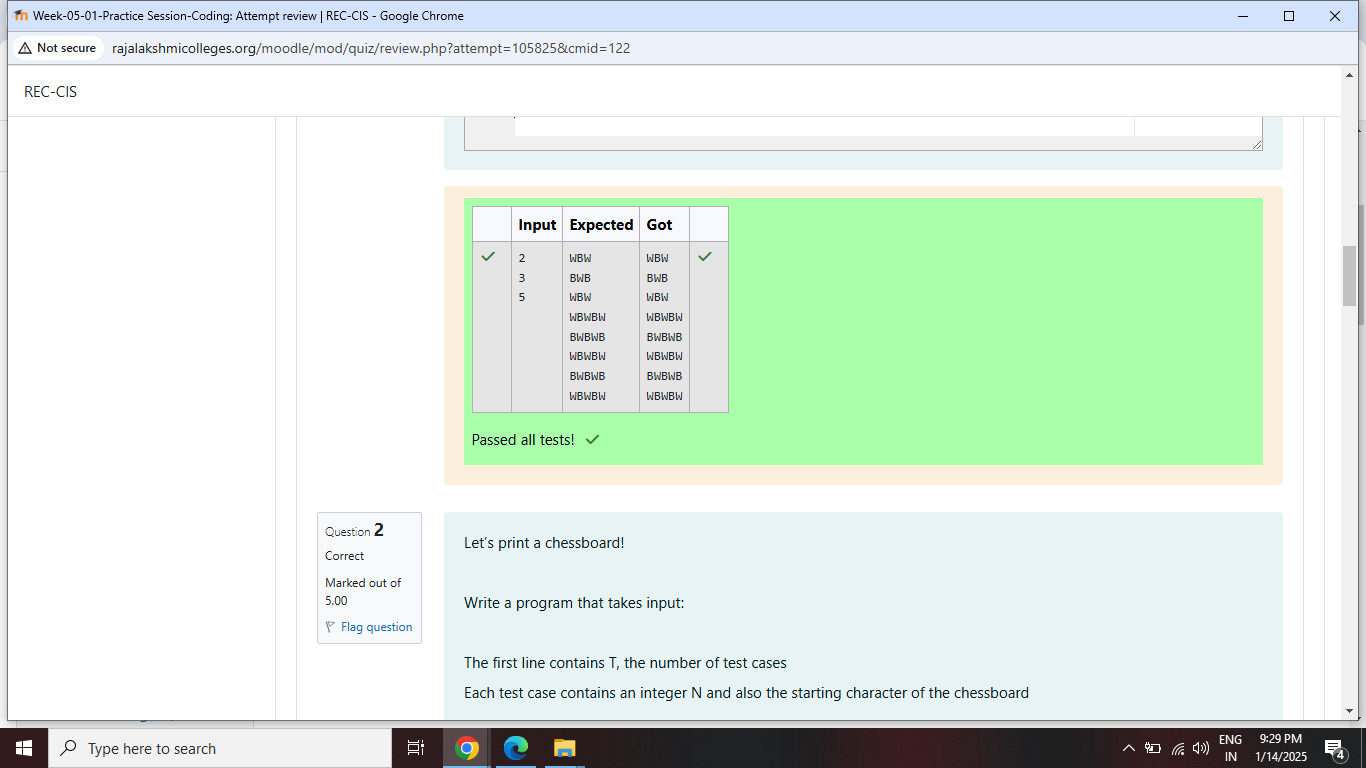 Week-05-01-Practice Session-Coding: Attempt review | REC-CIS - Google Chrome
Not secure rajalakshmicolleges.org/moodle/mod/quiz/review.php?attempt=105825&cmid=122
REC-CIS
Input Expected Got
2 WBW WBW
3 BWB BWB
5 WBW WBW
WBWBW WBWBW
BWBWB BWBWB
WBWBW WBWBW
BWBWB BWBWB
WBWBW WBWBW
Passed all tests!
Question 2
Correct
Marked out of
5.00
Flag question
Let’s print a chessboard!
Write a program that takes input:
The first line contains T, the number of test cases
Each test case contains an integer N and also the starting character of the chessboard
Type here to search
ENG
IN
9:29 PM
1/14/2025
4